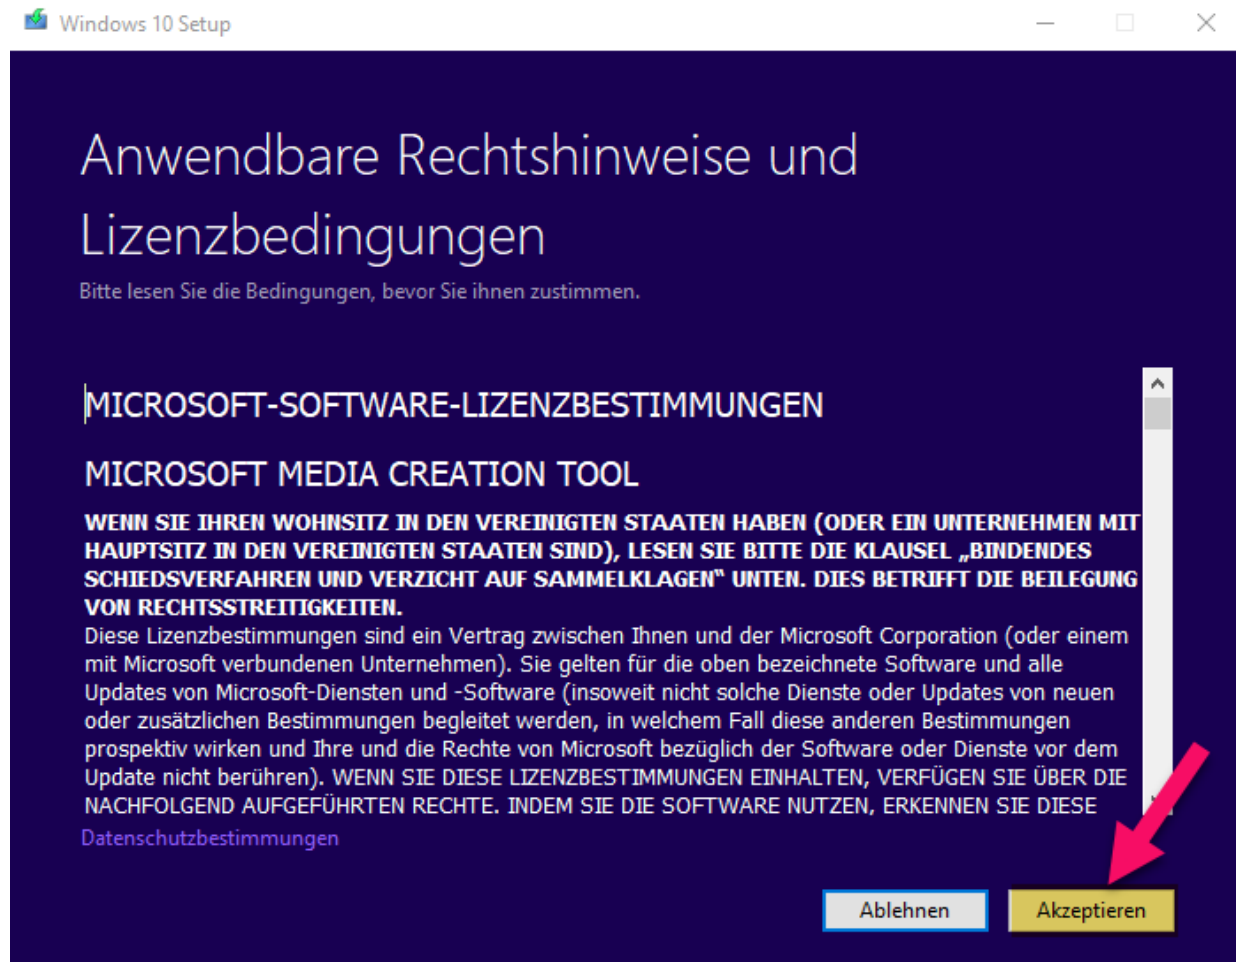 Windows 10 Setup
Anwendbare Rechtshinweise und
Lizenzbedingungen
Bitte lesen Sie die Bedingungen, bevor Sie ihnen zustimmen.
MICROSOFT-SOFTWARE-LIZENZBESTIMMUNGEN
MICROSOFT MEDIA CREATION TOOL
WENN SIE IHREN WOHNSITZ IN DEN VEREINIGTEN STAATEN HABEN (ODER EIN UNTERNEHMEN MIT
HAUPTSITZ IN DEN VEREINIGTEN STAATEN SIND), LESEN SIE BITTE DIE KLAUSEL „BINDENDES
SCHIEDSVERFAHREN UND VERZICHT AUF SAMMELKLAGEN“ UNTEN. DIES BETRIFFT DIE BEILEGUNG
VON RECHTSSTREITIGKEITEN.
Diese Lizenzbestimmungen sind ein Vertrag zwischen Ihnen und der Microsoft Corporation (oder einem
mit Microsoft verbundenen Unternehmen). Sie gelten für die oben bezeichnete Software und alle
Updates von Microsoft-Diensten und -Software (insoweit nicht solche Dienste oder Updates von neuen
oder zusätzlichen Bestimmungen begleitet werden, in welchem Fall diese anderen Bestimmungen
prospektiv wirken und Ihre und die Rechte von Microsoft bezüglich der Software oder Dienste vor dem
Update nicht berühren). WENN SIE DIESE LIZENZBESTIMMUNGEN EINHALTEN, VERFÜGEN SIE ÜBER DIE
NACHFOLGEND AUFGEFÜHRTEN RECHTE. INDEM SIE DIE SOFTWARE NUTZEN, ERKENNEN SIE DIESE
Datenschutzbestimmungen
Ablehnen
Akzeptieren